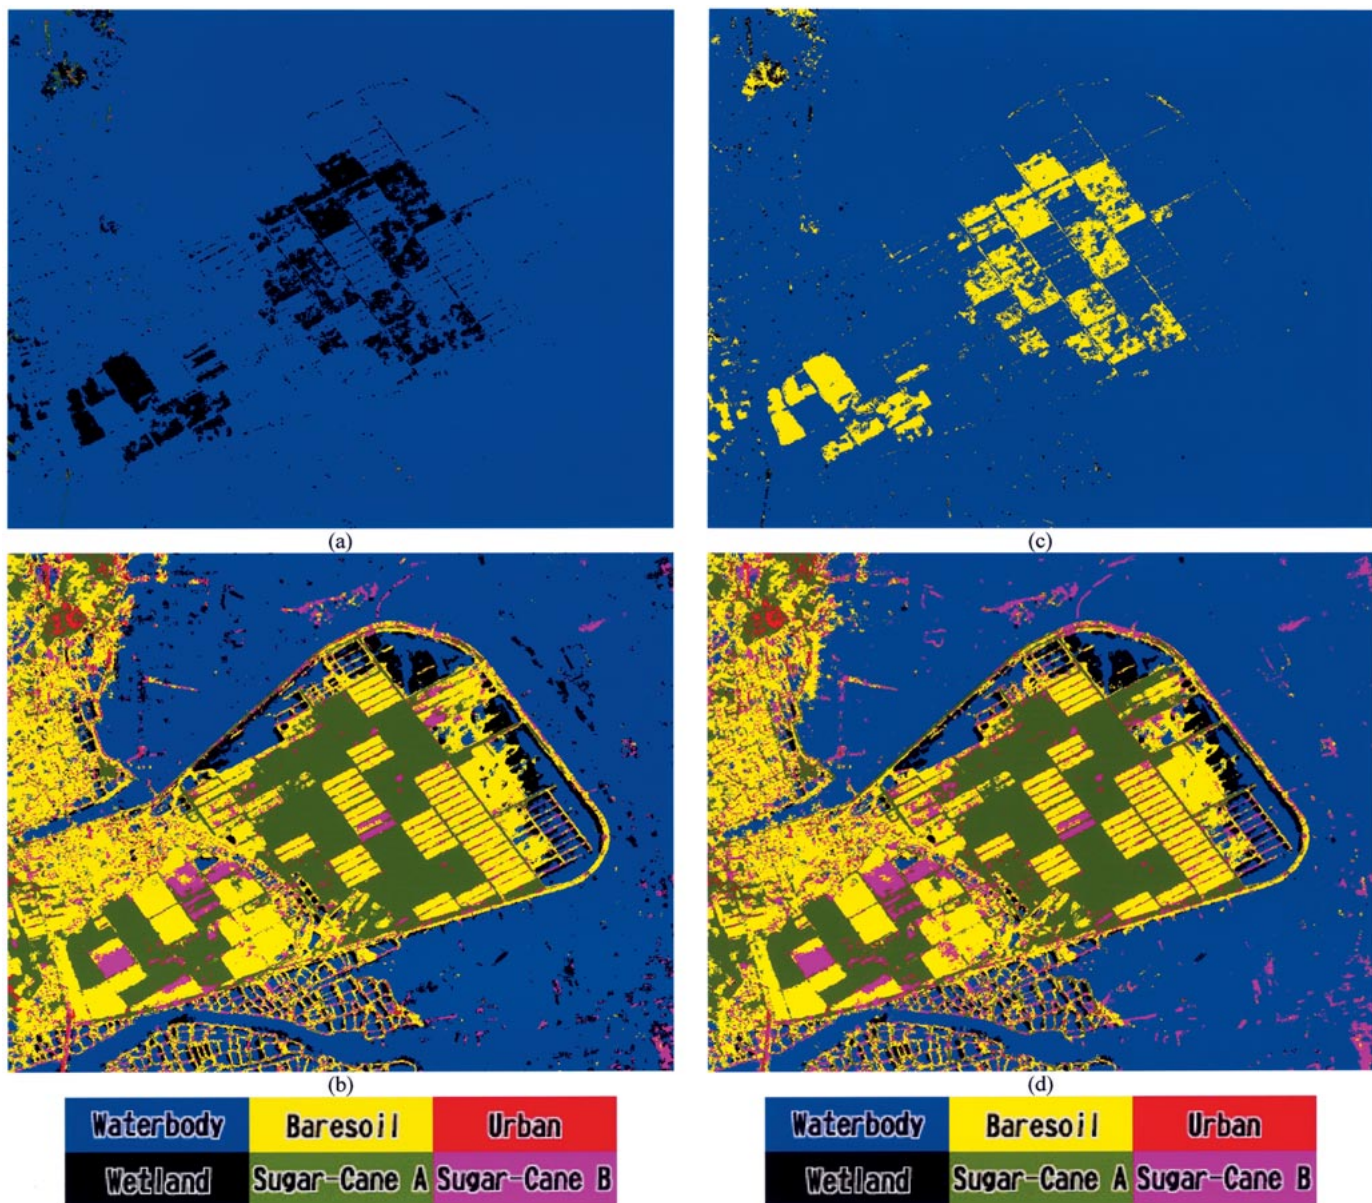 (a)
(c)
(b)
(d)
Waterbody Baresoil Urban
Wetland Sugar-Cane A Sugar-Cane B
Waterbody Baresoil Urban
Wetland Sugar-Cane A Sugar-Cane B